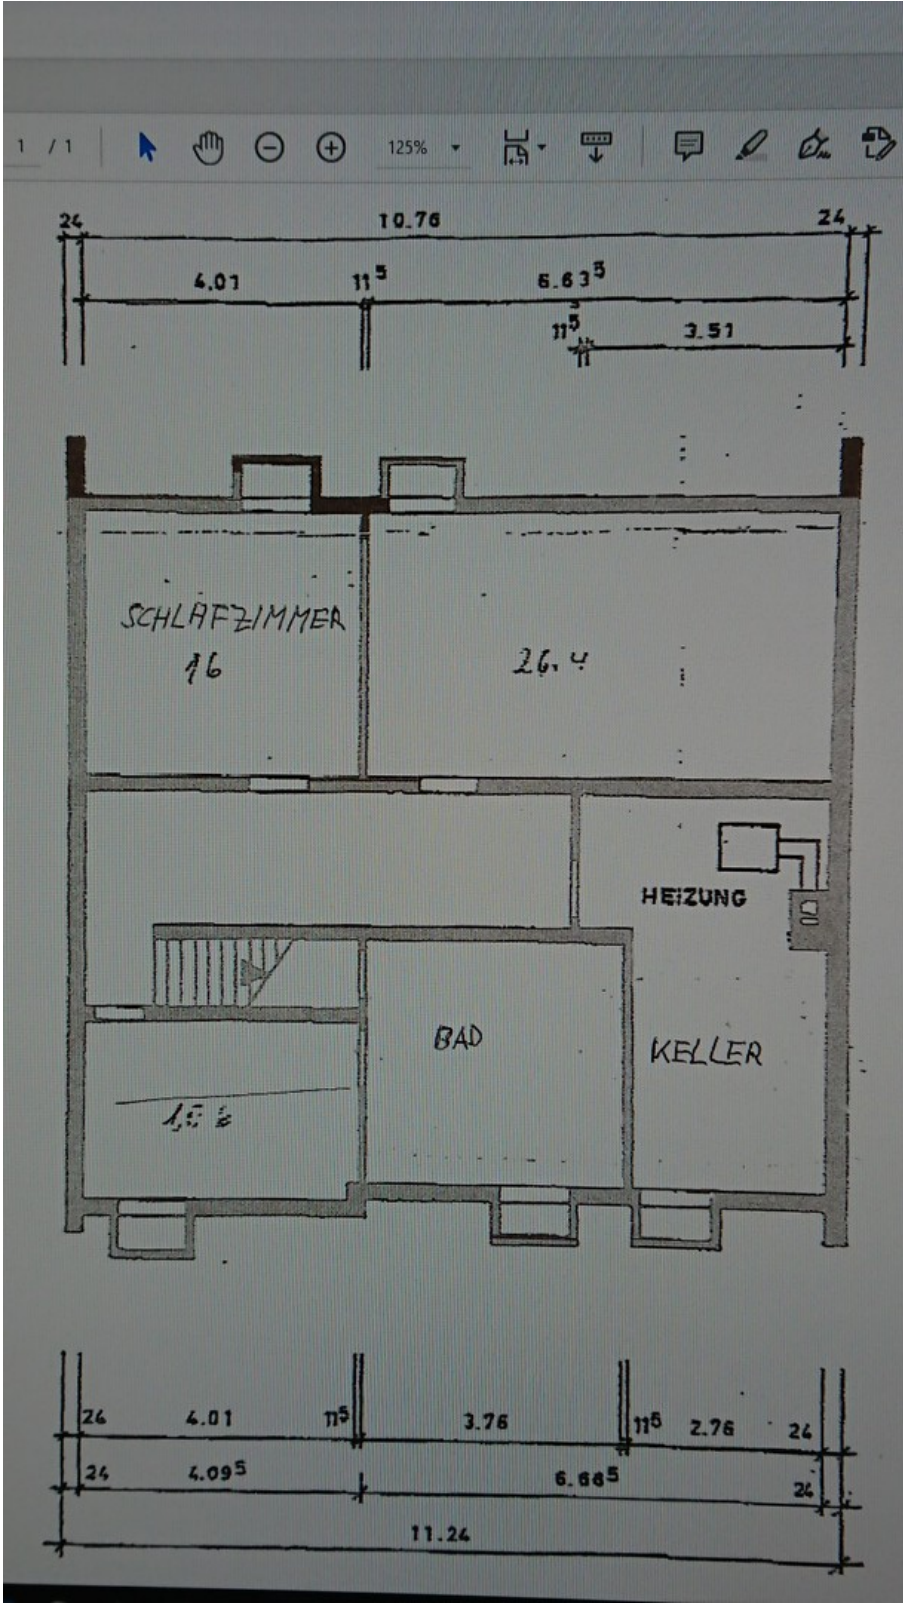 1 / 1 125%
24 10.76 24
4.01 11⁵ 6.63⁵
11⁵ 3.51
SCHLAFZIMMER
16
26.4
HEIZUNG
BAD
KELLER
24 4.01 11⁵ 3.76 11⁵ 2.76 24
24 4.09⁵ 6.66⁵ 24
11.24